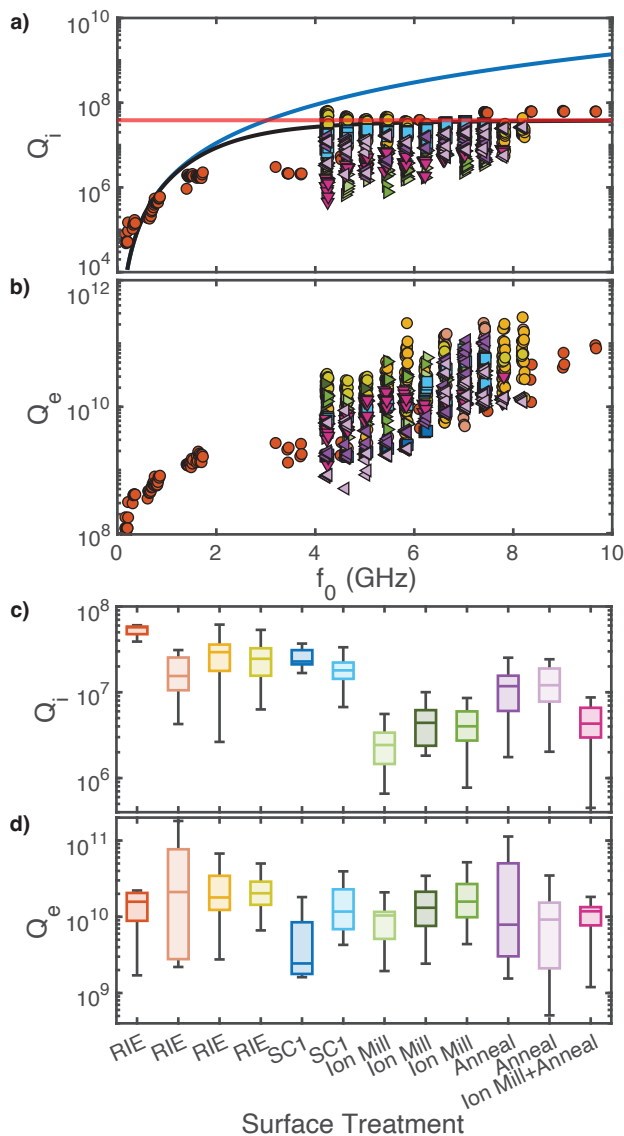 a)
10^10
10^8
10^6
10^4
Q_i
b)
10^12
10^10
10^8
Q_e
0 2 4 6 8 10
f_0 (GHz)
c)
10^8
10^7
10^6
Q_i
d)
10^11
10^10
10^9
Q_e
RIE RIE RIE RIE SC1 SC1 Ion Mill Ion Mill Ion Mill Anneal Anneal Ion Mill+Anneal
Surface Treatment